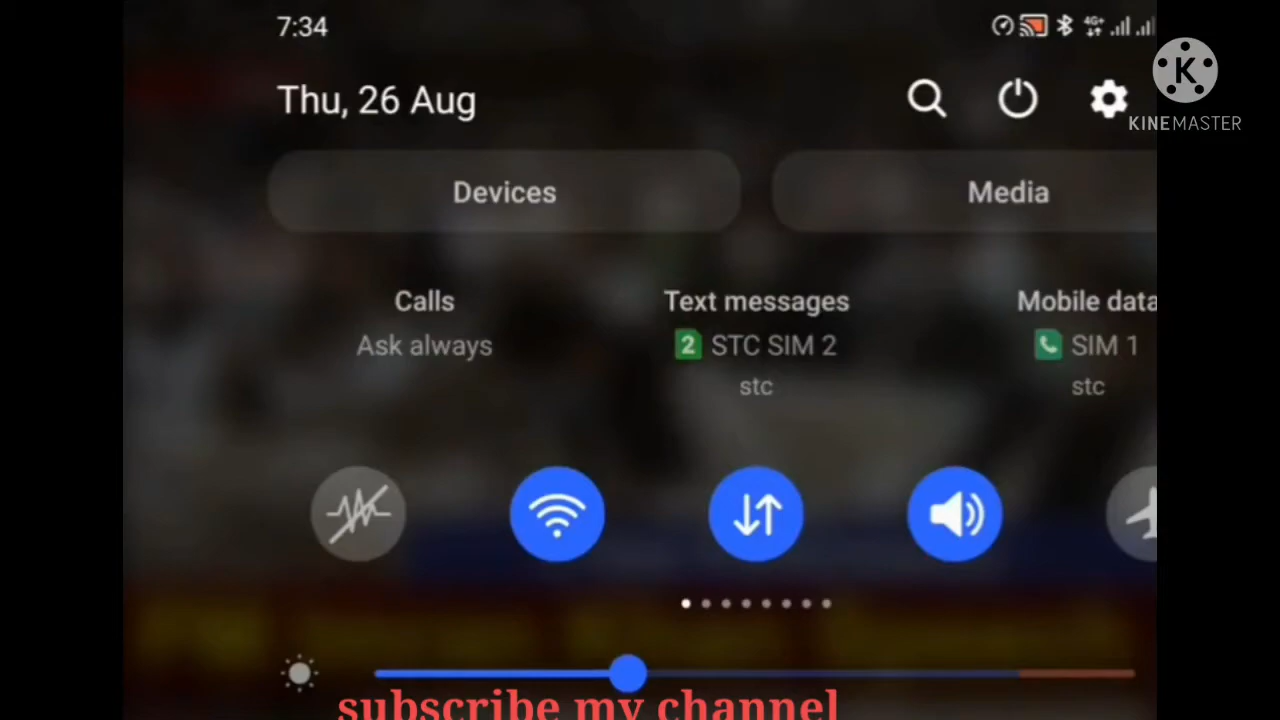 7:34
4G+
Thu, 26 Aug
K
KINEMASTER
Devices
Media
Calls
Text messages
Mobile data
Ask always
2 STC SIM 2
SIM 1
stc
stc
subscribe my channel